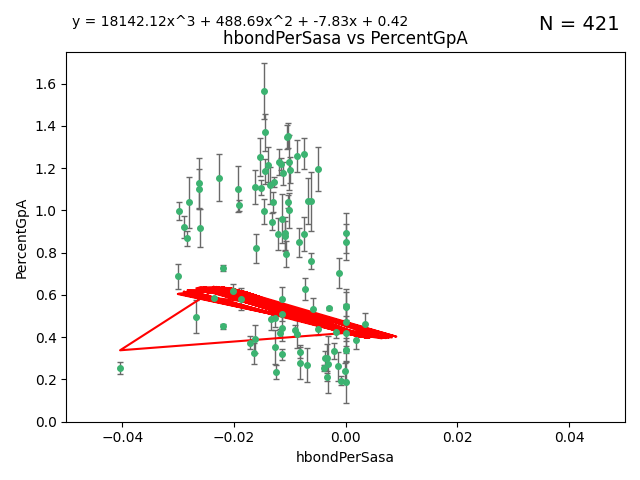 y = 18142.12x^3 + 488.69x^2 + -7.83x + 0.42
N = 421
hbondPerSasa vs PercentGpA
1.6
1.4
1.2
1.0
0.8
0.6
0.4
0.2
0.0
PercentGpA
−0.04 −0.02 0.00 0.02 0.04
hbondPerSasa